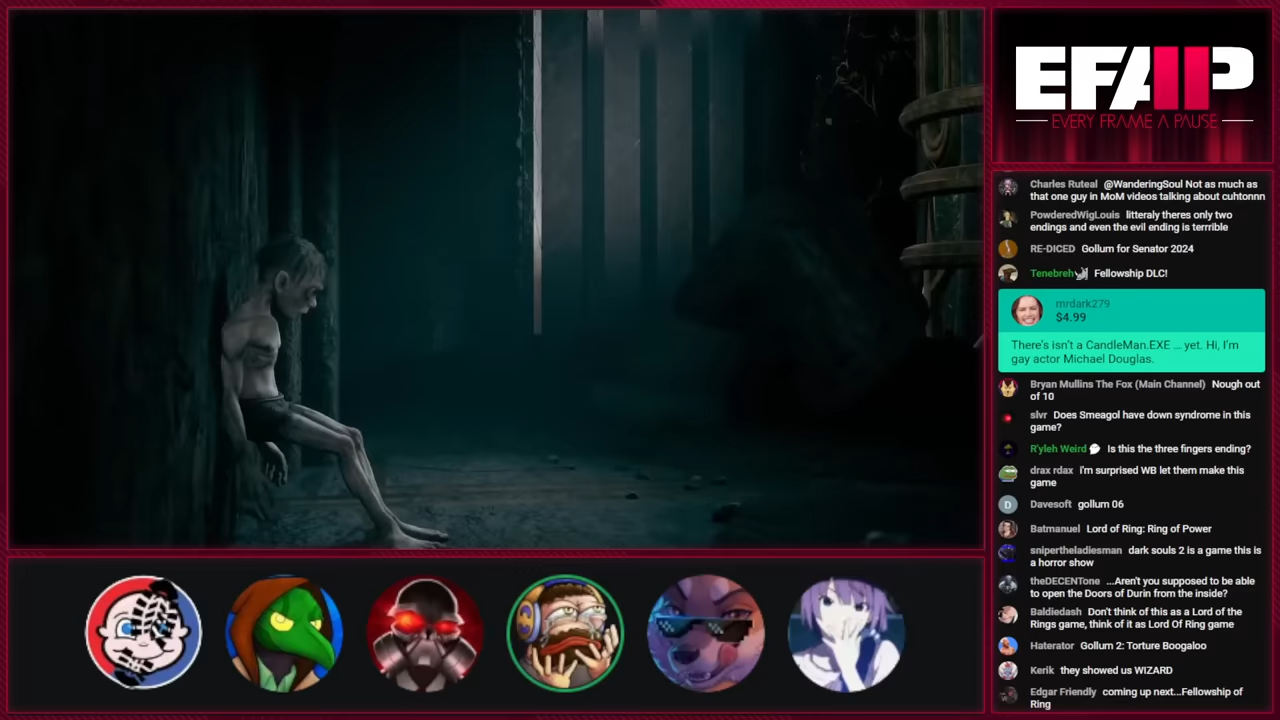 EFAP
EVERY FRAME A PAUSE
Charles Ruteal @WanderingSoul Not as much as
that one guy in MoM videos talking about cuhtonnn
PowderedWigLouis litteraly theres only two
endings and even the evil ending is terrrible
RE-DICED Gollum for Senator 2024
Tenebreh Fellowship DLC!
mrdark279
$4.99
There's isn't a CandleMan.EXE ... yet. Hi, I'm
gay actor Michael Douglas.
Bryan Mullins The Fox (Main Channel) Nough out
of 10
slvr Does Smeagol have down syndrome in this
game?
R'yleh Weird Is this the three fingers ending?
drax rdax i'm surprised WB let them make this
game
D
Davesoft gollum 06
Batmanuel Lord of Ring: Ring of Power
snipertheladiesman dark souls 2 is a game this is
a horror show
theDECENTone ...Aren't you supposed to be able
to open the Doors of Durin from the inside?
Baldiedash Don't think of this as a Lord of the
Rings game, think of it as Lord Of Ring game
Haterator Gollum 2: Torture Boogaloo
Kerik they showed us WIZARD
Edgar Friendly coming up next...Fellowship of
Ring